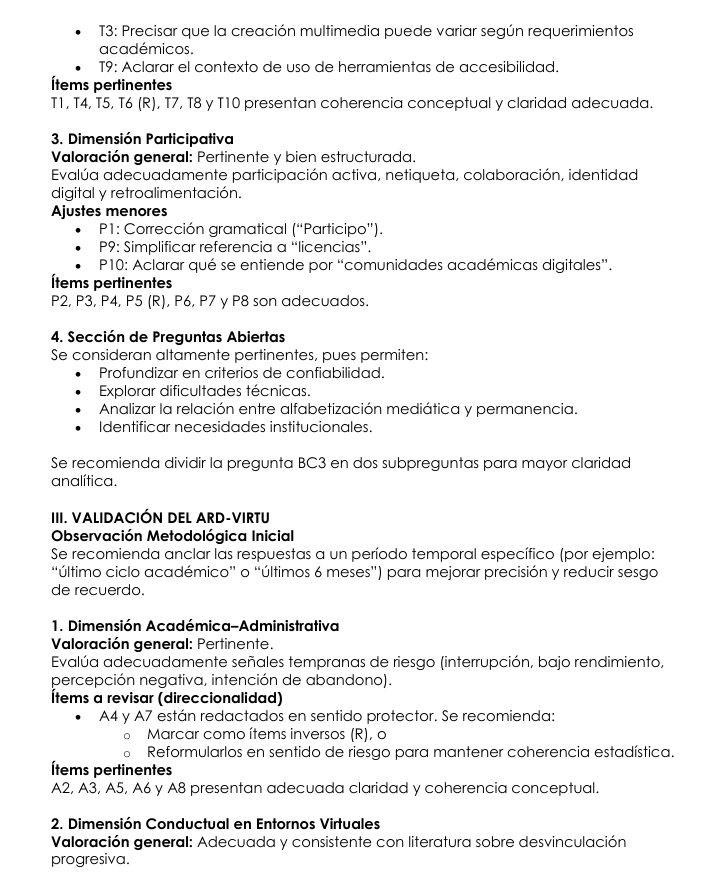 • T3: Precisar que la creación multimedia puede variar según requerimientos
académicos.
• T9: Aclarar el contexto de uso de herramientas de accesibilidad.
Ítems pertinentes
T1, T4, T5, T6 (R), T7, T8 y T10 presentan coherencia conceptual y claridad adecuada.
3. Dimensión Participativa
Valoración general: Pertinente y bien estructurada.
Evalúa adecuadamente participación activa, netiqueta, colaboración, identidad
digital y retroalimentación.
Ajustes menores
• P1: Corrección gramatical (“Participo”).
• P9: Simplificar referencia a “licencias”.
• P10: Aclarar qué se entiende por “comunidades académicas digitales”.
Ítems pertinentes
P2, P3, P4, P5 (R), P6, P7 y P8 son adecuados.
4. Sección de Preguntas Abiertas
Se consideran altamente pertinentes, pues permiten:
• Profundizar en criterios de confiabilidad.
• Explorar dificultades técnicas.
• Analizar la relación entre alfabetización mediática y permanencia.
• Identificar necesidades institucionales.
Se recomienda dividir la pregunta BC3 en dos subpreguntas para mayor claridad
analítica.
III. VALIDACIÓN DEL ARD-VIRTU
Observación Metodológica Inicial
Se recomienda anclar las respuestas a un período temporal específico (por ejemplo:
“último ciclo académico” o “últimos 6 meses”) para mejorar precisión y reducir sesgo
de recuerdo.
1. Dimensión Académica–Administrativa
Valoración general: Pertinente.
Evalúa adecuadamente señales tempranas de riesgo (interrupción, bajo rendimiento,
percepción negativa, intención de abandono).
Ítems a revisar (direccionalidad)
• A4 y A7 están redactados en sentido protector. Se recomienda:
o Marcar como ítems inversos (R), o
o Reformularlos en sentido de riesgo para mantener coherencia estadística.
Ítems pertinentes
A2, A3, A5, A6 y A8 presentan adecuada claridad y coherencia conceptual.
2. Dimensión Conductual en Entornos Virtuales
Valoración general: Adecuada y consistente con literatura sobre desvinculación
progresiva.